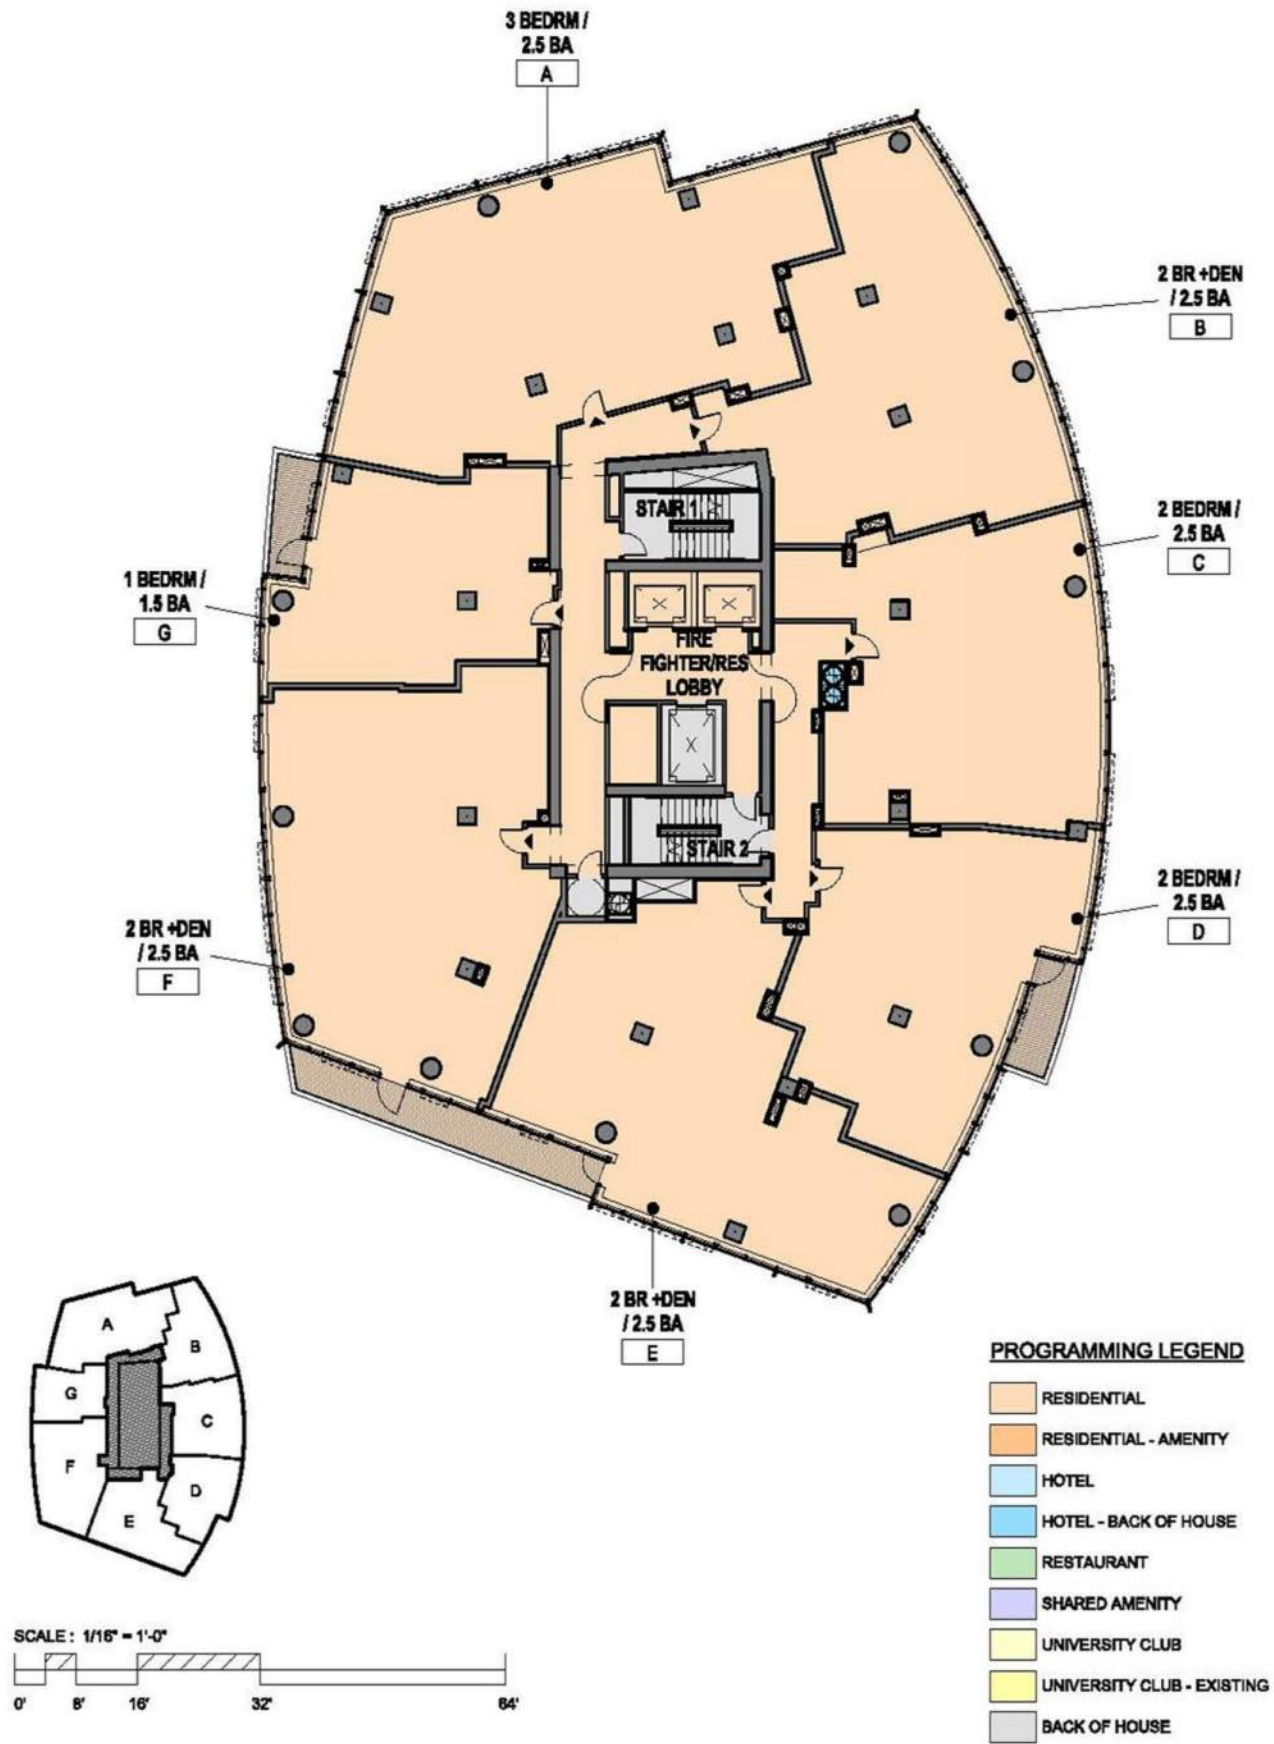 3 BEDRM /
2.5 BA
A
2 BR +DEN
/ 2.5 BA
B
STAIR 1
2 BEDRM /
2.5 BA
C
1 BEDRM /
1.5 BA
G
FIRE
FIGHTER/RES
LOBBY
STAIR 2
2 BEDRM /
2.5 BA
D
2 BR +DEN
/ 2.5 BA
F
2 BR +DEN
/ 2.5 BA
E
A
B
G
C
F
D
E
PROGRAMMING LEGEND
RESIDENTIAL
RESIDENTIAL - AMENITY
HOTEL
HOTEL - BACK OF HOUSE
RESTAURANT
SHARED AMENITY
UNIVERSITY CLUB
UNIVERSITY CLUB - EXISTING
BACK OF HOUSE
SCALE : 1/16" = 1'-0"
0' 8' 16' 32' 64'